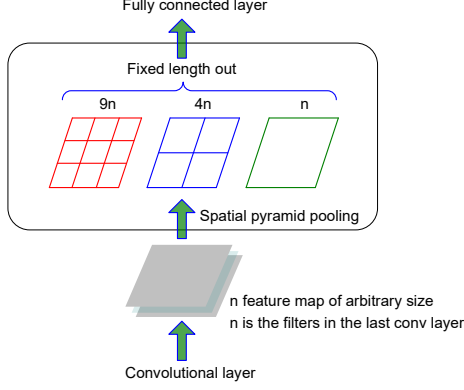 Fully connected layer
Fixed length out
9n 4n n
Spatial pyramid pooling
n feature map of arbitrary size
n is the filters in the last conv layer
Convolutional layer